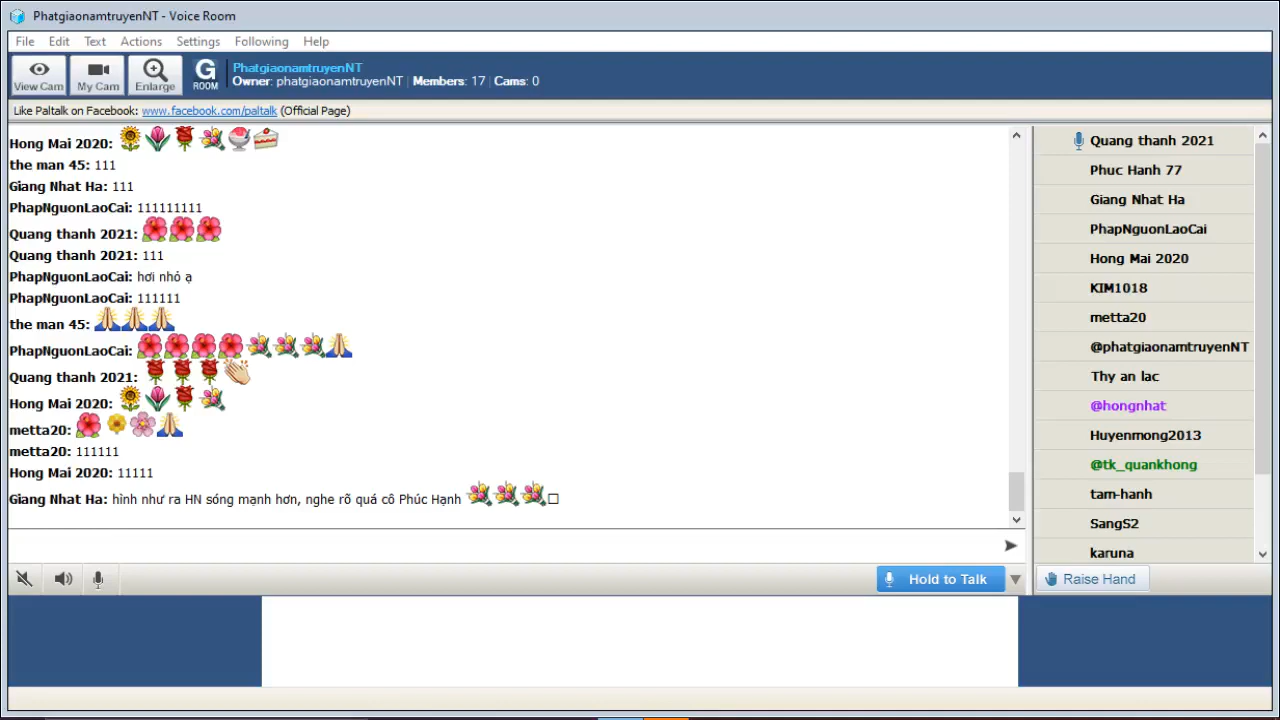 PhatgiaonamtruyenNT - Voice Room
File Edit Text Actions Settings Following Help
View Cam
My Cam
Enlarge
G
ROOM
PhatgiaonamtruyenNT
Owner: phatgiaonamtruyenNT | Members: 17 | Cams: 0
Like Paltalk on Facebook: www.facebook.com/paltalk (Official Page)
Hong Mai 2020:
the man 45: 111
Giang Nhat Ha: 111
PhapNguonLaoCai: 111111111
Quang thanh 2021:
Quang thanh 2021: 111
PhapNguonLaoCai: hơi nhỏ ạ
PhapNguonLaoCai: 111111
the man 45:
PhapNguonLaoCai:
Quang thanh 2021:
Hong Mai 2020:
metta20:
metta20: 111111
Hong Mai 2020: 11111
Giang Nhat Ha: hình như ra HN sóng mạnh hơn, nghe rõ quá cô Phúc Hạnh
Quang thanh 2021
Phuc Hanh 77
Giang Nhat Ha
PhapNguonLaoCai
Hong Mai 2020
KIM1018
metta20
@phatgiaonamtruyenNT
Thy an lac
@hongnhat
Huyenmong2013
@tk_quankhong
tam-hanh
SangS2
karuna
Hold to Talk
Raise Hand